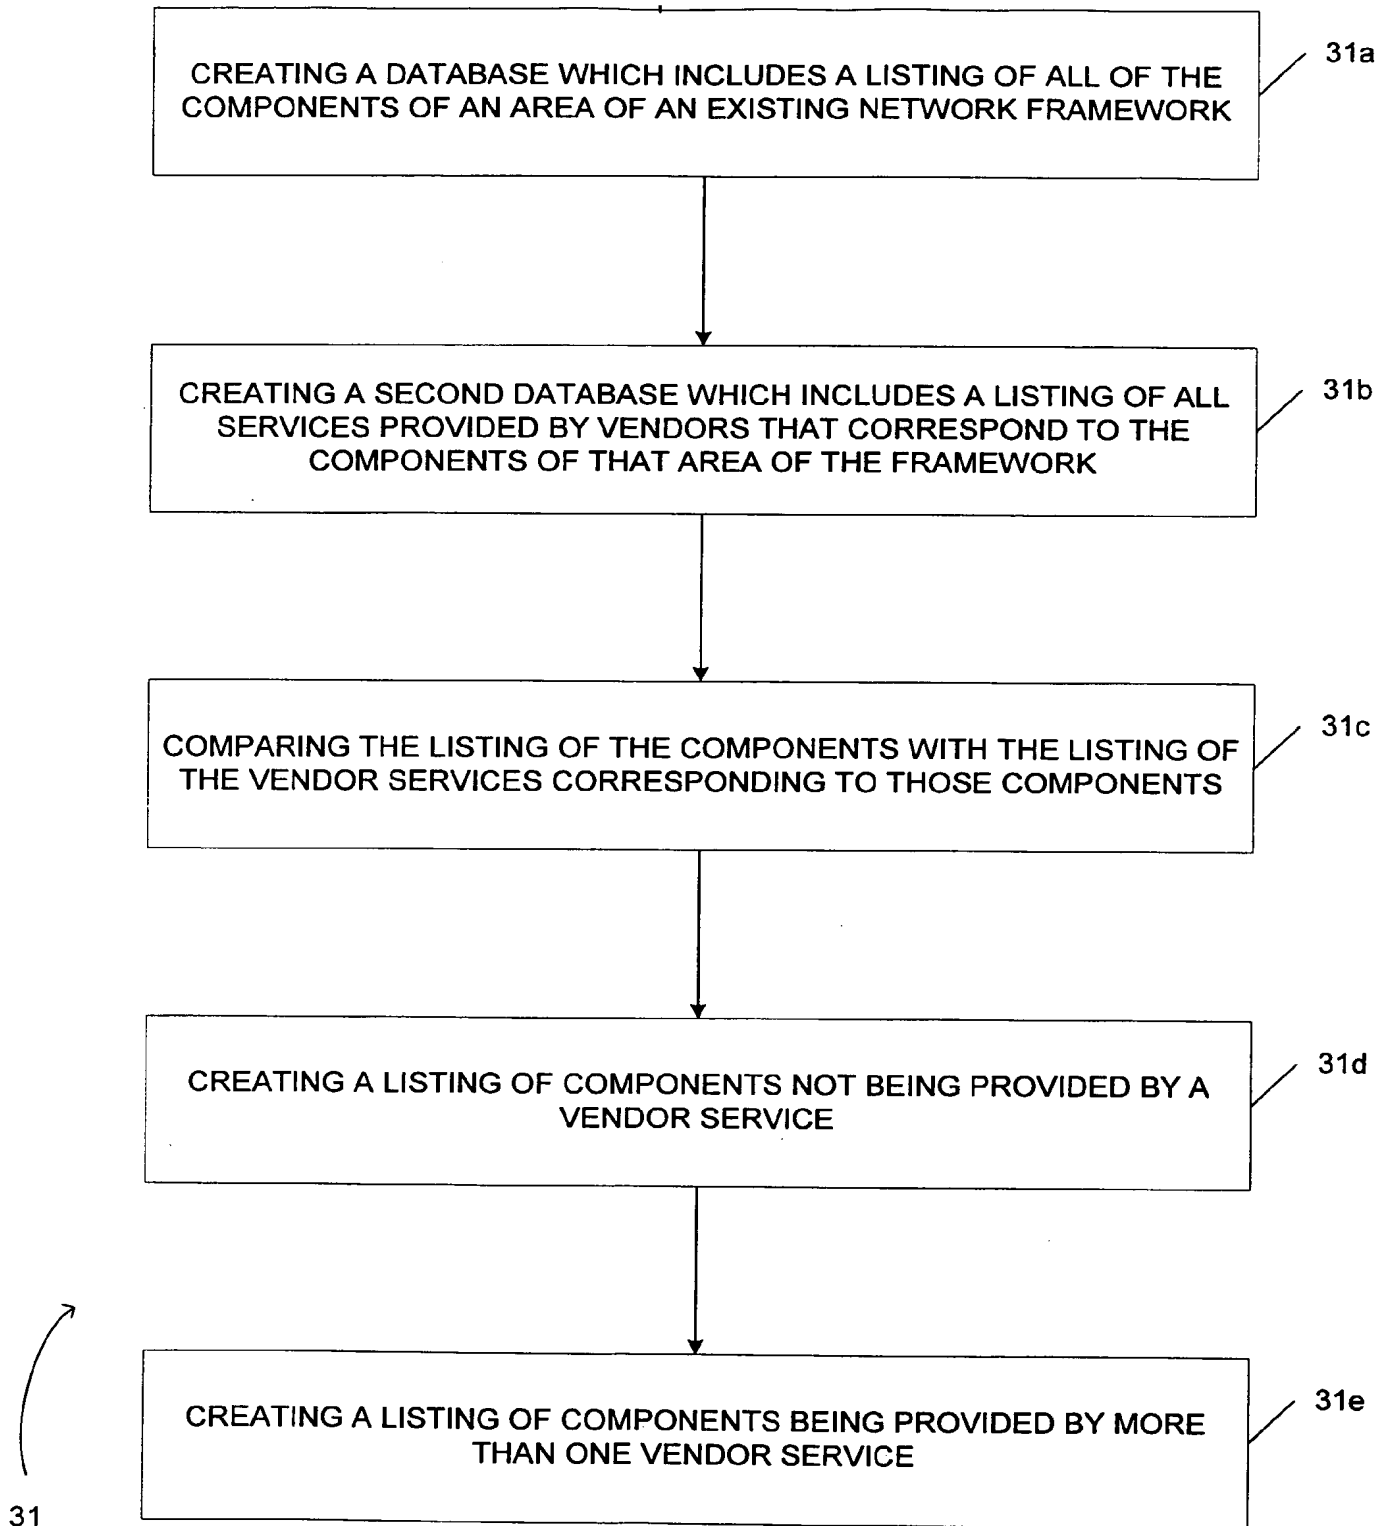 CREATING A DATABASE WHICH INCLUDES A LISTING OF ALL OF THE
COMPONENTS OF AN AREA OF AN EXISTING NETWORK FRAMEWORK
31a
CREATING A SECOND DATABASE WHICH INCLUDES A LISTING OF ALL
SERVICES PROVIDED BY VENDORS THAT CORRESPOND TO THE
COMPONENTS OF THAT AREA OF THE FRAMEWORK
31b
COMPARING THE LISTING OF THE COMPONENTS WITH THE LISTING OF
THE VENDOR SERVICES CORRESPONDING TO THOSE COMPONENTS
31c
CREATING A LISTING OF COMPONENTS NOT BEING PROVIDED BY A
VENDOR SERVICE
31d
CREATING A LISTING OF COMPONENTS BEING PROVIDED BY MORE
THAN ONE VENDOR SERVICE
31e
31